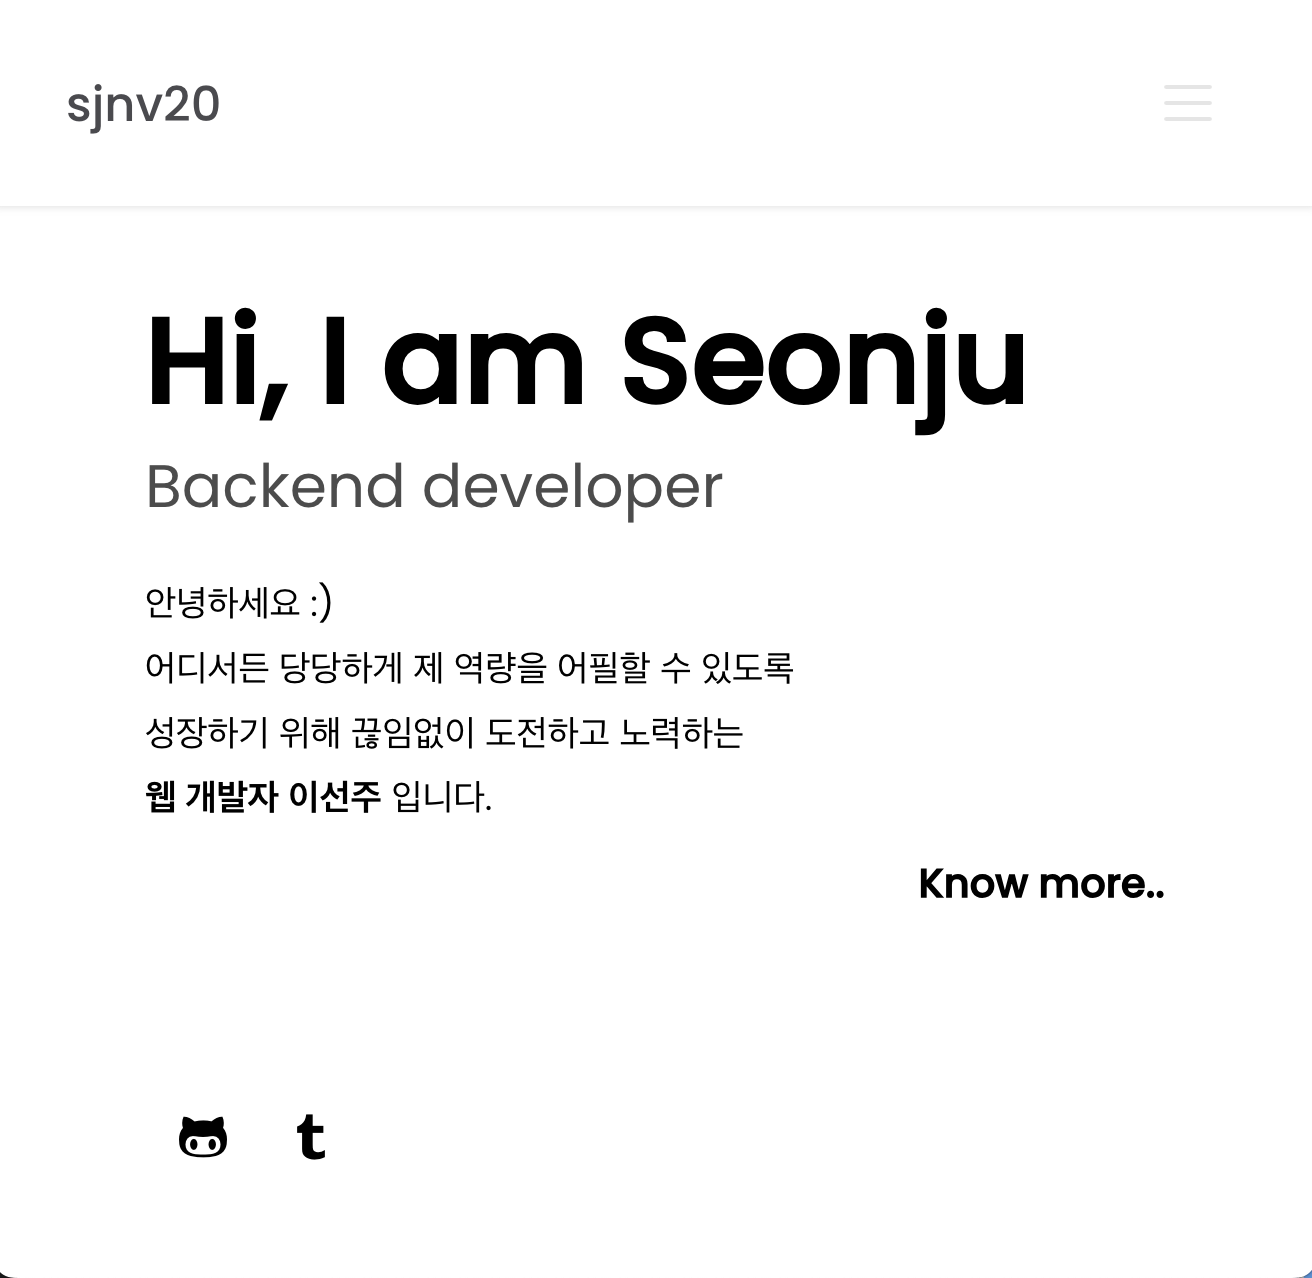 sjnv20
Hi, I am Seonju
Backend developer
안녕하세요 :)
어디서든 당당하게 제 역량을 어필할 수 있도록
성장하기 위해 끊임없이 도전하고 노력하는
웹 개발자 이선주 입니다.
Know more..
t